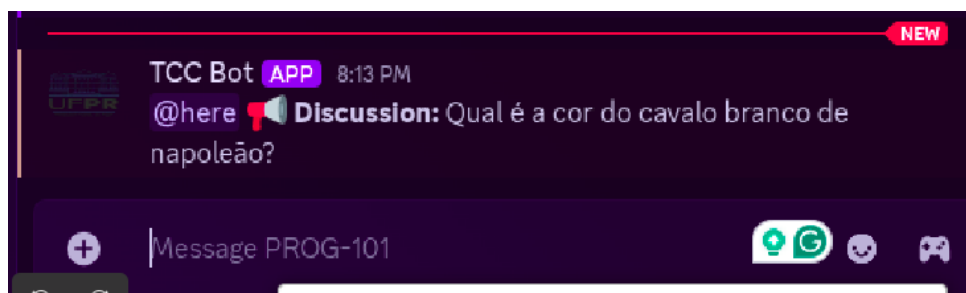 NEW
TCC Bot APP 8:13 PM
UFPR
@here 📢 Discussion: Qual é a cor do cavalo branco de
napoleão?
Message PROG-101